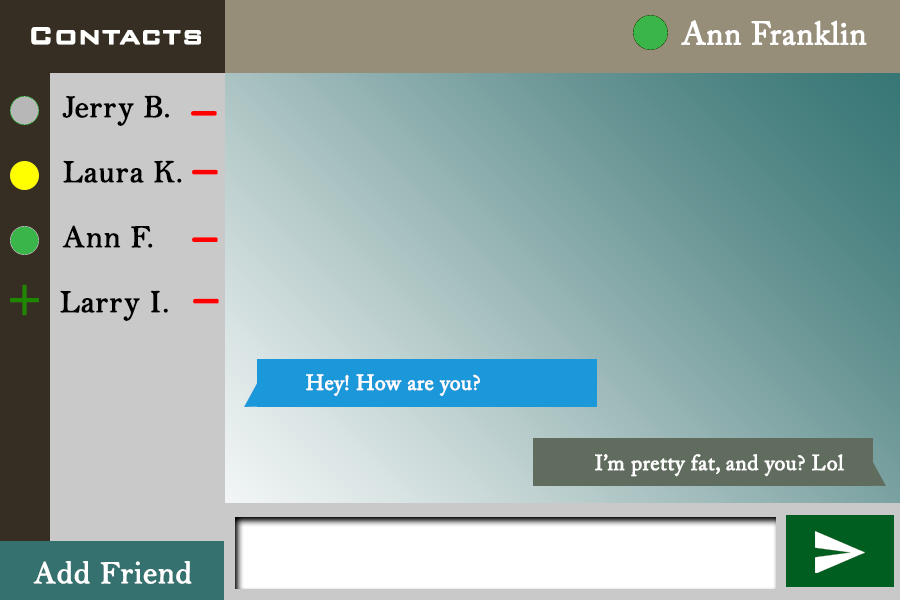 Contacts
Ann Franklin
Jerry B.
Laura K.
Ann F.
Larry I.
Hey! How are you?
I'm pretty fat, and you? Lol
Add Friend